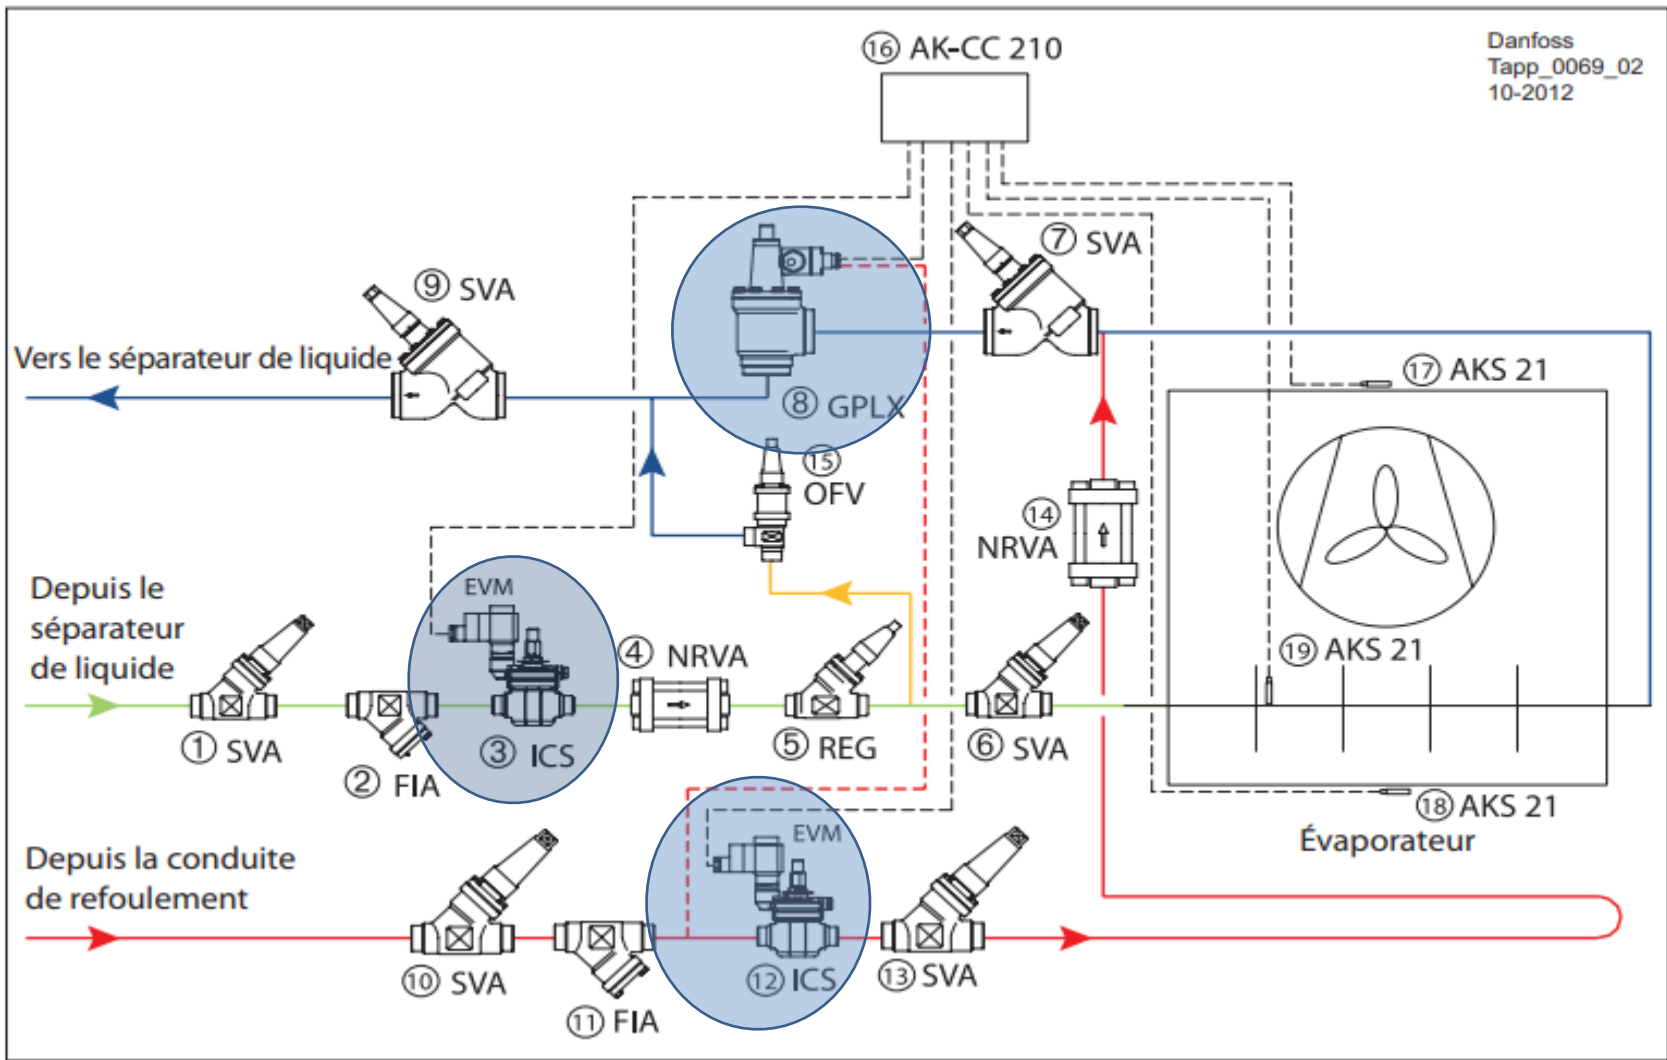 ⑯ AK-CC 210
Danfoss
Tapp_0069_02
10-2012
⑦ SVA
⑨ SVA
Vers le séparateur de liquide
⑰ AKS 21
⑧ GPLX
⑮
OFV
⑭
NRVA
Depuis le
séparateur
de liquide
EVM
④ NRVA
⑲ AKS 21
① SVA
② FIA
③ ICS
⑤ REG
⑥ SVA
⑱ AKS 21
Évaporateur
Depuis la conduite
de refoulement
EVM
⑩ SVA
⑪ FIA
⑫ ICS
⑬ SVA